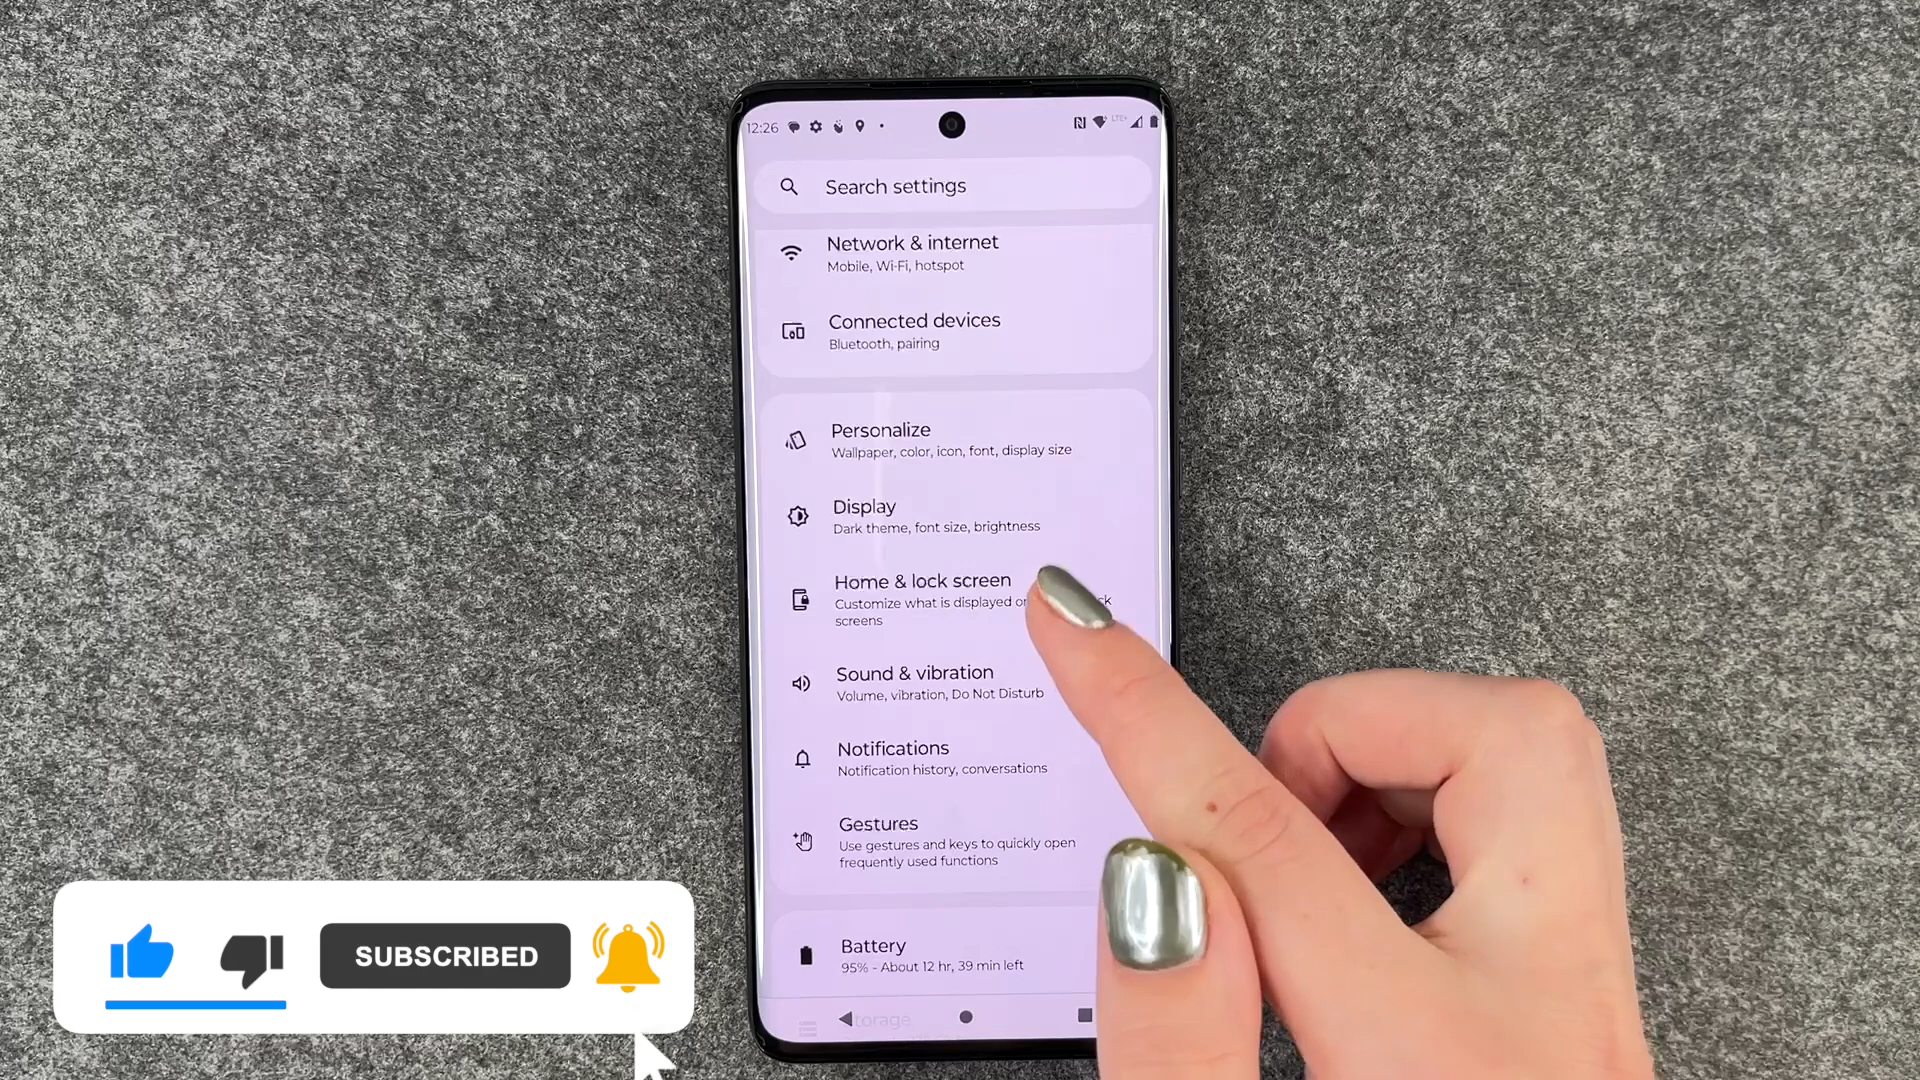 12:26
LTE+
Search settings
Network & internet
Mobile, Wi-Fi, hotspot
Connected devices
Bluetooth, pairing
Personalize
Wallpaper, color, icon, font, display size
Display
Dark theme, font size, brightness
Home & lock screen
Customize what is displayed
screens
Sound & vibration
Volume, vibration, Do Not Disturb
Notifications
Notification history, conversations
Gestures
Use gestures and keys to quickly open
frequently used functions
Battery
95% - About 12 hr, 39 min left
SUBSCRIBED